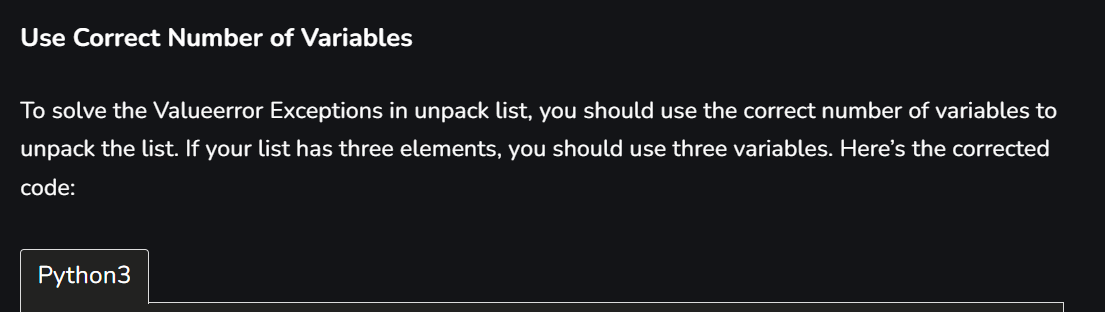 Use Correct Number of Variables
To solve the Valueerror Exceptions in unpack list, you should use the correct number of variables to
unpack the list. If your list has three elements, you should use three variables. Here’s the corrected
code:
Python3